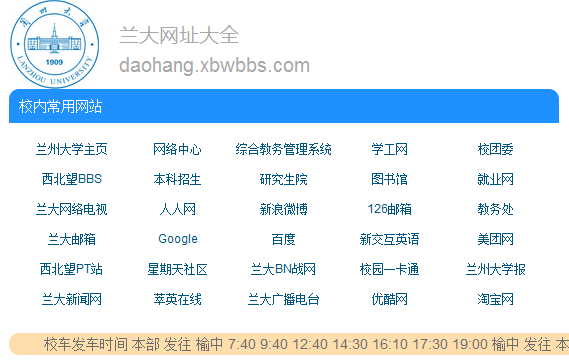 兰州大学
1909
LANZHOU UNIVERSITY
兰大网址大全
daohang.xbwbbs.com
校内常用网站
兰州大学主页 网络中心 综合教务管理系统 学工网 校团委
西北望BBS 本科招生 研究生院 图书馆 就业网
兰大网络电视 人人网 新浪微博 126邮箱 教务处
兰大邮箱 Google 百度 新交互英语 美团网
西北望PT站 星期天社区 兰大BN战网 校园一卡通 兰州大学报
兰大新闻网 萃英在线 兰大广播电台 优酷网 淘宝网
校车发车时间 本部 发往 榆中 7:40 9:40 12:40 14:30 16:10 17:30 19:00 榆中 发往 本